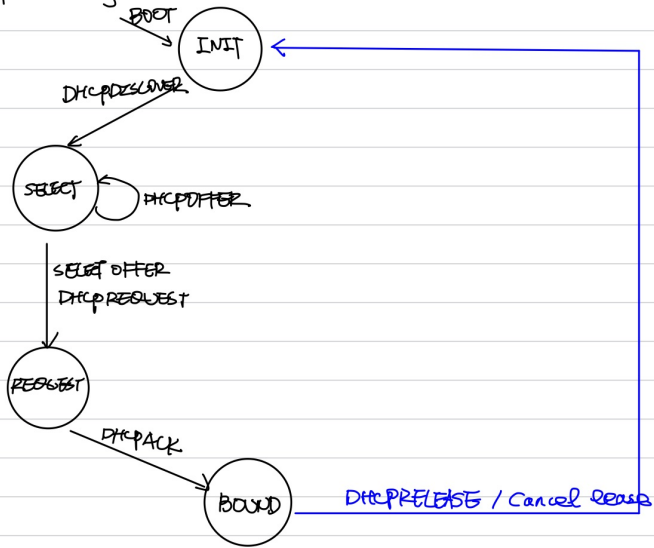 BOOT
INIT
DHCPDISCOVER
SELECT
DHCPOFFER
SELECT OFFER
DHCPREQUEST
REQUEST
DHCPACK
BOUND
DHCPRELEASE / Cancel lease